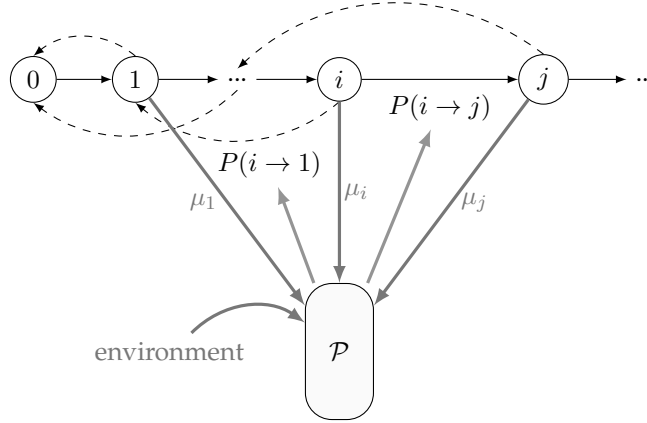 0 1 ... i j ..
P(i → j)
P(i → 1)
μ₁ μᵢ μⱼ
environment
𝒫